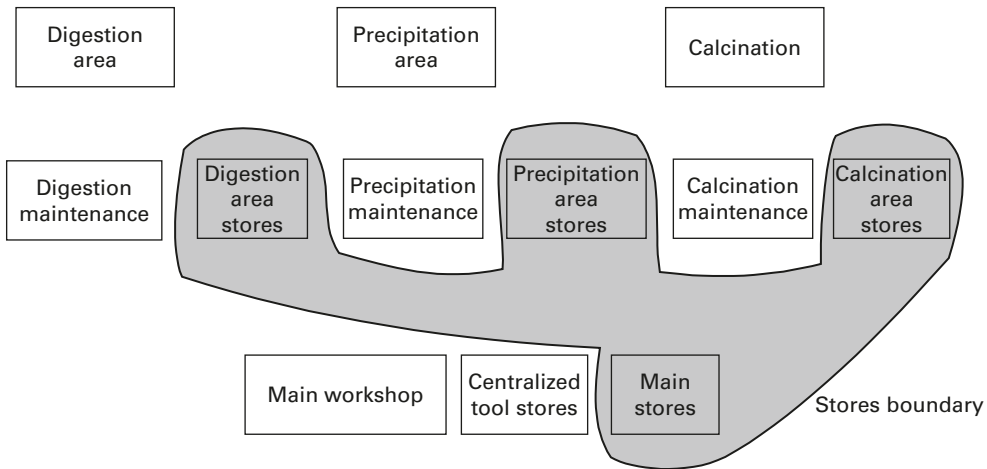 Digestion
area
Precipitation
area
Calcination
Digestion
maintenance
Digestion
area
stores
Precipitation
maintenance
Precipitation
area
stores
Calcination
maintenance
Calcination
area
stores
Main workshop
Centralized
tool stores
Main
stores
Stores boundary